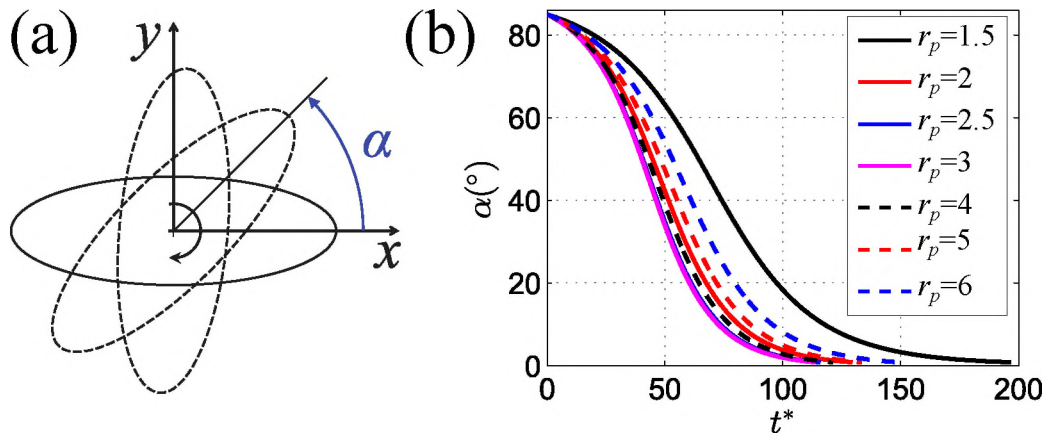 (a)
y
α
x
(b)
α(°)
80
60
40
20
0
0 50 100 150 200
t*
r_p=1.5
r_p=2
r_p=2.5
r_p=3
r_p=4
r_p=5
r_p=6